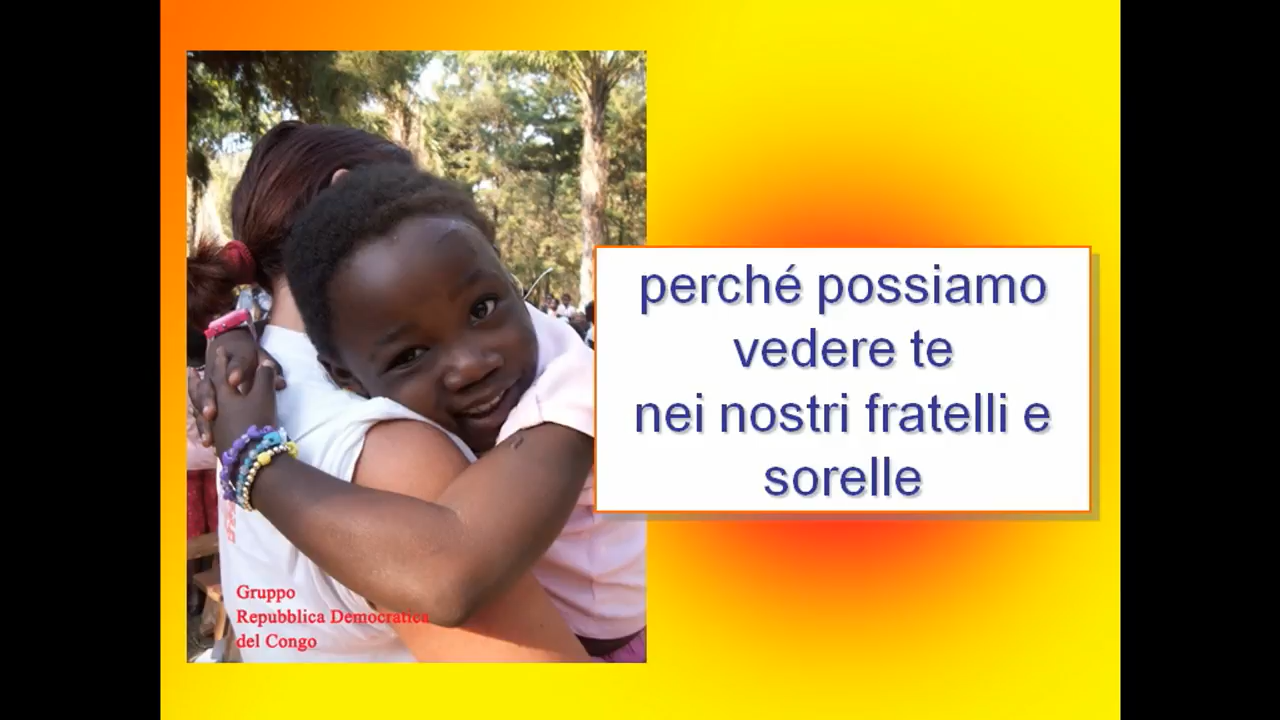 perché possiamo
vedere te
nei nostri fratelli e
sorelle
Gruppo
Repubblica Democratica
del Congo